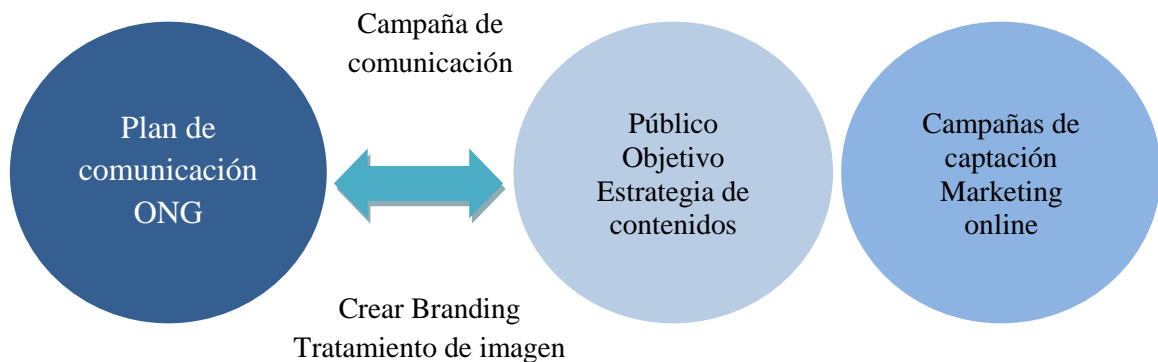 Campaña de
comunicación
Plan de
comunicación
ONG
Crear Branding
Tratamiento de imagen
Público
Objetivo
Estrategia de
contenidos
Campañas de
captación
Marketing
online